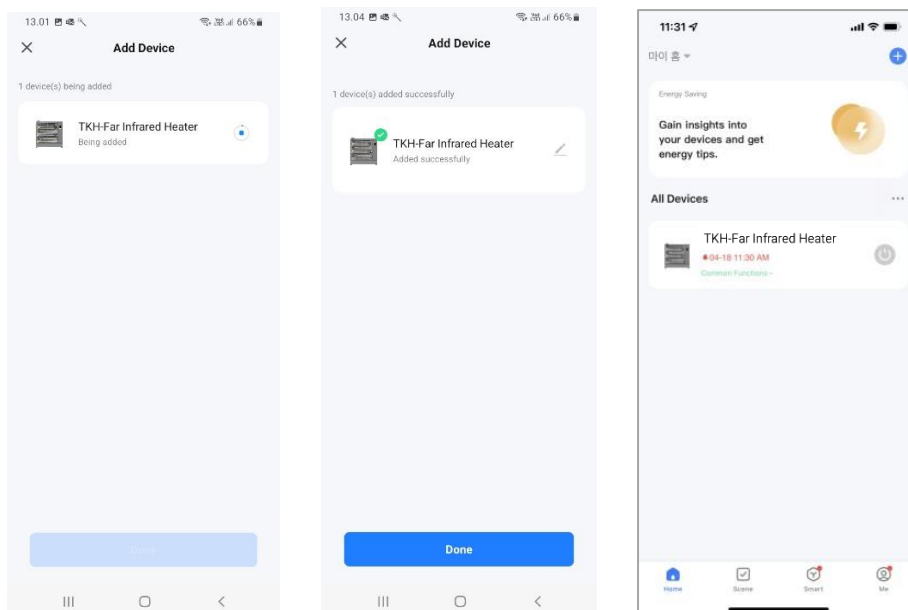 13.01
66%
Add Device
1 device(s) being added
TKH-Far Infrared Heater
Being added
Done
13.04
66%
Add Device
1 device(s) added successfully
TKH-Far Infrared Heater
Added successfully
Done
11:31
마이 홈
Energy Saving
Gain insights into
your devices and get
energy tips.
All Devices
TKH-Far Infrared Heater
04-18 11:30 AM
Common Functions
Home
Scene
Smart
Me